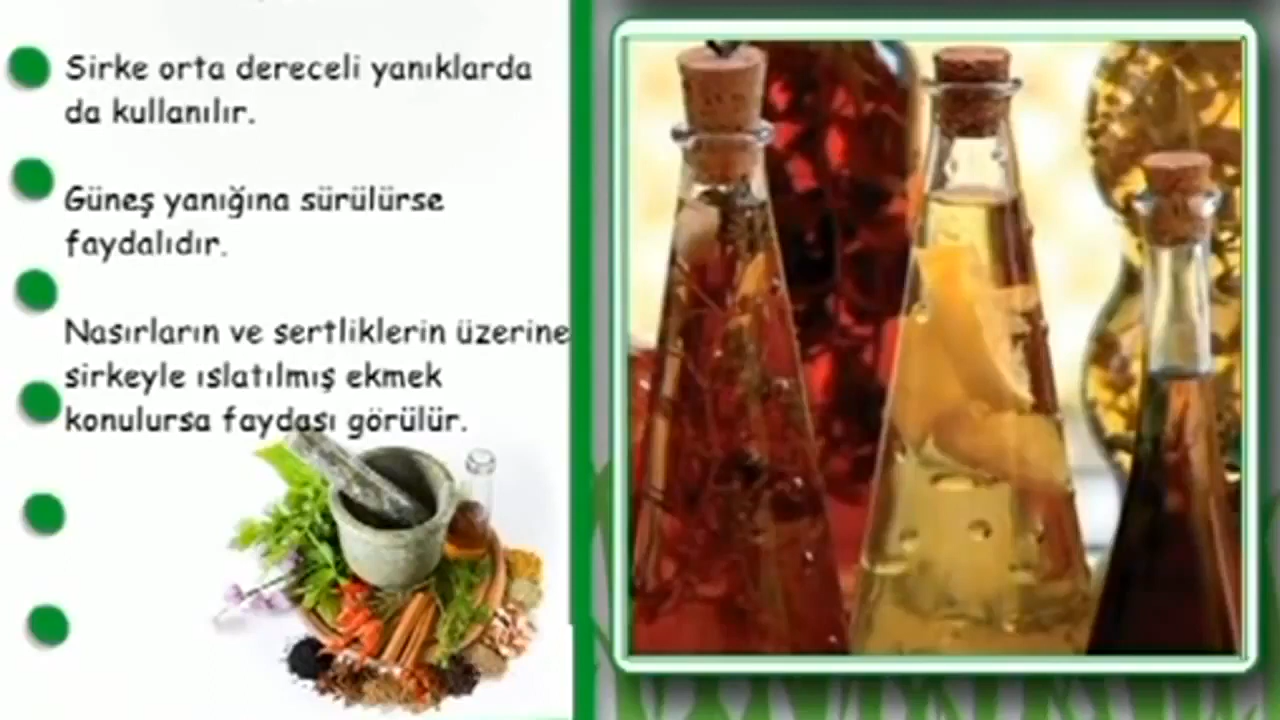 Sirke orta dereceli yanıklarda
da kullanılır.
Güneş yanığına sürülürse
faydalıdır.
Nasırların ve sertliklerin üzerine
sirkeyle ıslatılmış ekmek
konulursa faydası görülür.